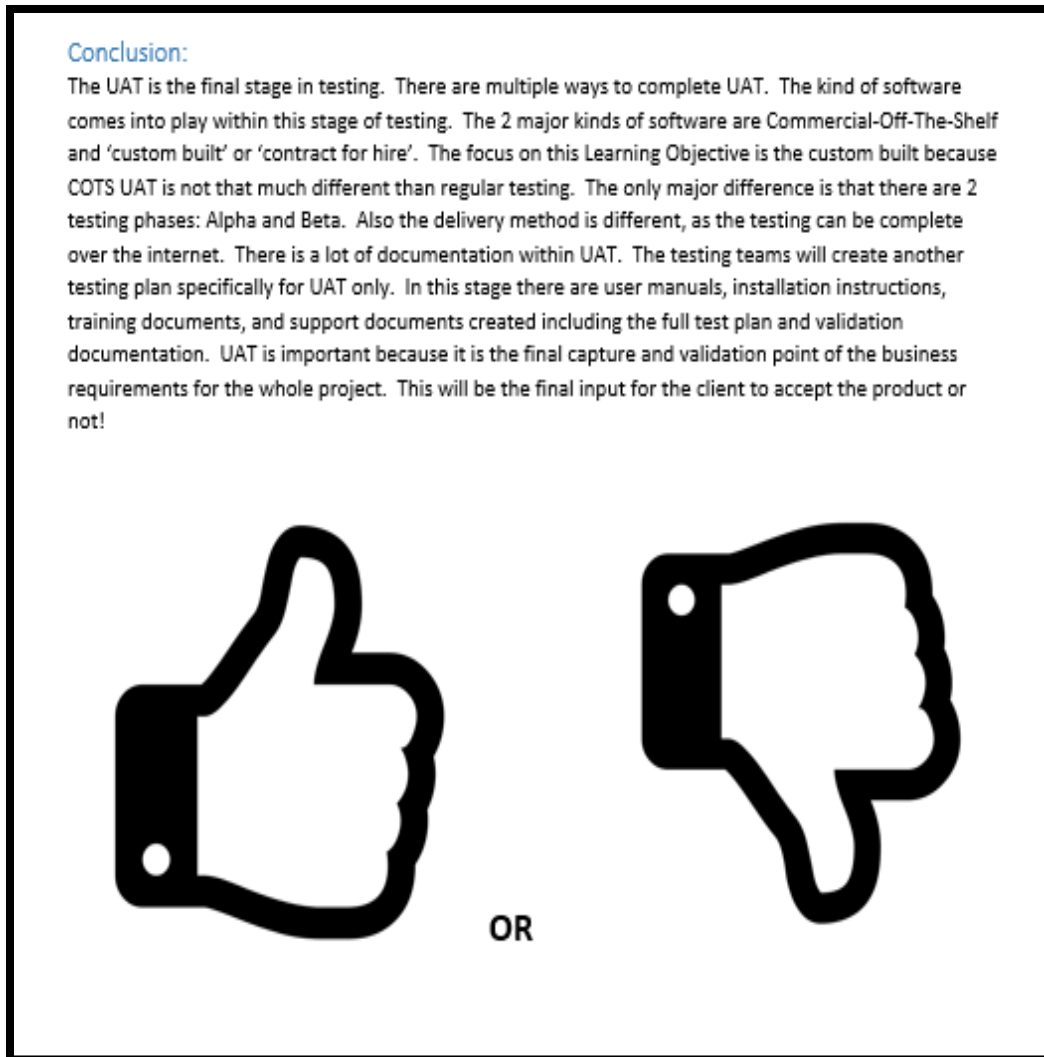 Conclusion:
The UAT is the final stage in testing.  There are multiple ways to complete UAT.  The kind of software
comes into play within this stage of testing.  The 2 major kinds of software are Commercial-Off-The-Shelf
and ‘custom built’ or ‘contract for hire’.  The focus on this Learning Objective is the custom built because
COTS UAT is not that much different than regular testing.  The only major difference is that there are 2
testing phases: Alpha and Beta.  Also the delivery method is different, as the testing can be complete
over the internet.  There is a lot of documentation within UAT.  The testing teams will create another
testing plan specifically for UAT only.  In this stage there are user manuals, installation instructions,
training documents, and support documents created including the full test plan and validation
documentation.  UAT is important because it is the final capture and validation point of the business
requirements for the whole project.  This will be the final input for the client to accept the product or
not!
OR